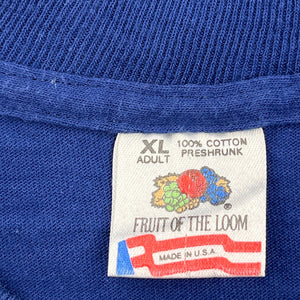 XL 100% COTTON
ADULT PRESHRUNK
®
FRUIT OF THE LOOM
MADE IN U.S.A.